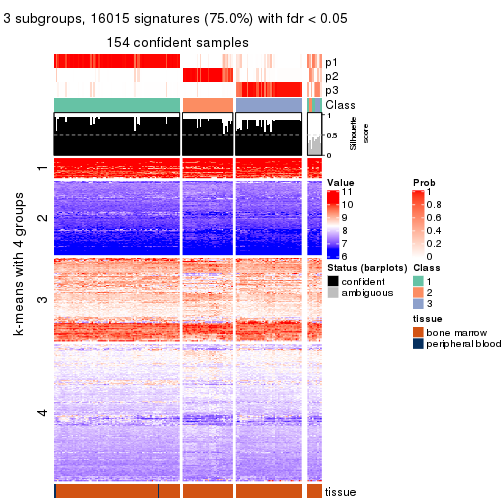 3 subgroups, 16015 signatures (75.0%) with fdr < 0.05
154 confident samples
p1
p2
p3
Class
1
0.5
0
Silhouette
score
k-means with 4 groups
1
2
3
4
tissue
Value
11
10
9
8
7
6
Prob
1
0.8
0.6
0.4
0.2
0
Status (barplots)
confident
ambiguous
Class
1
2
3
tissue
bone marrow
peripheral blood